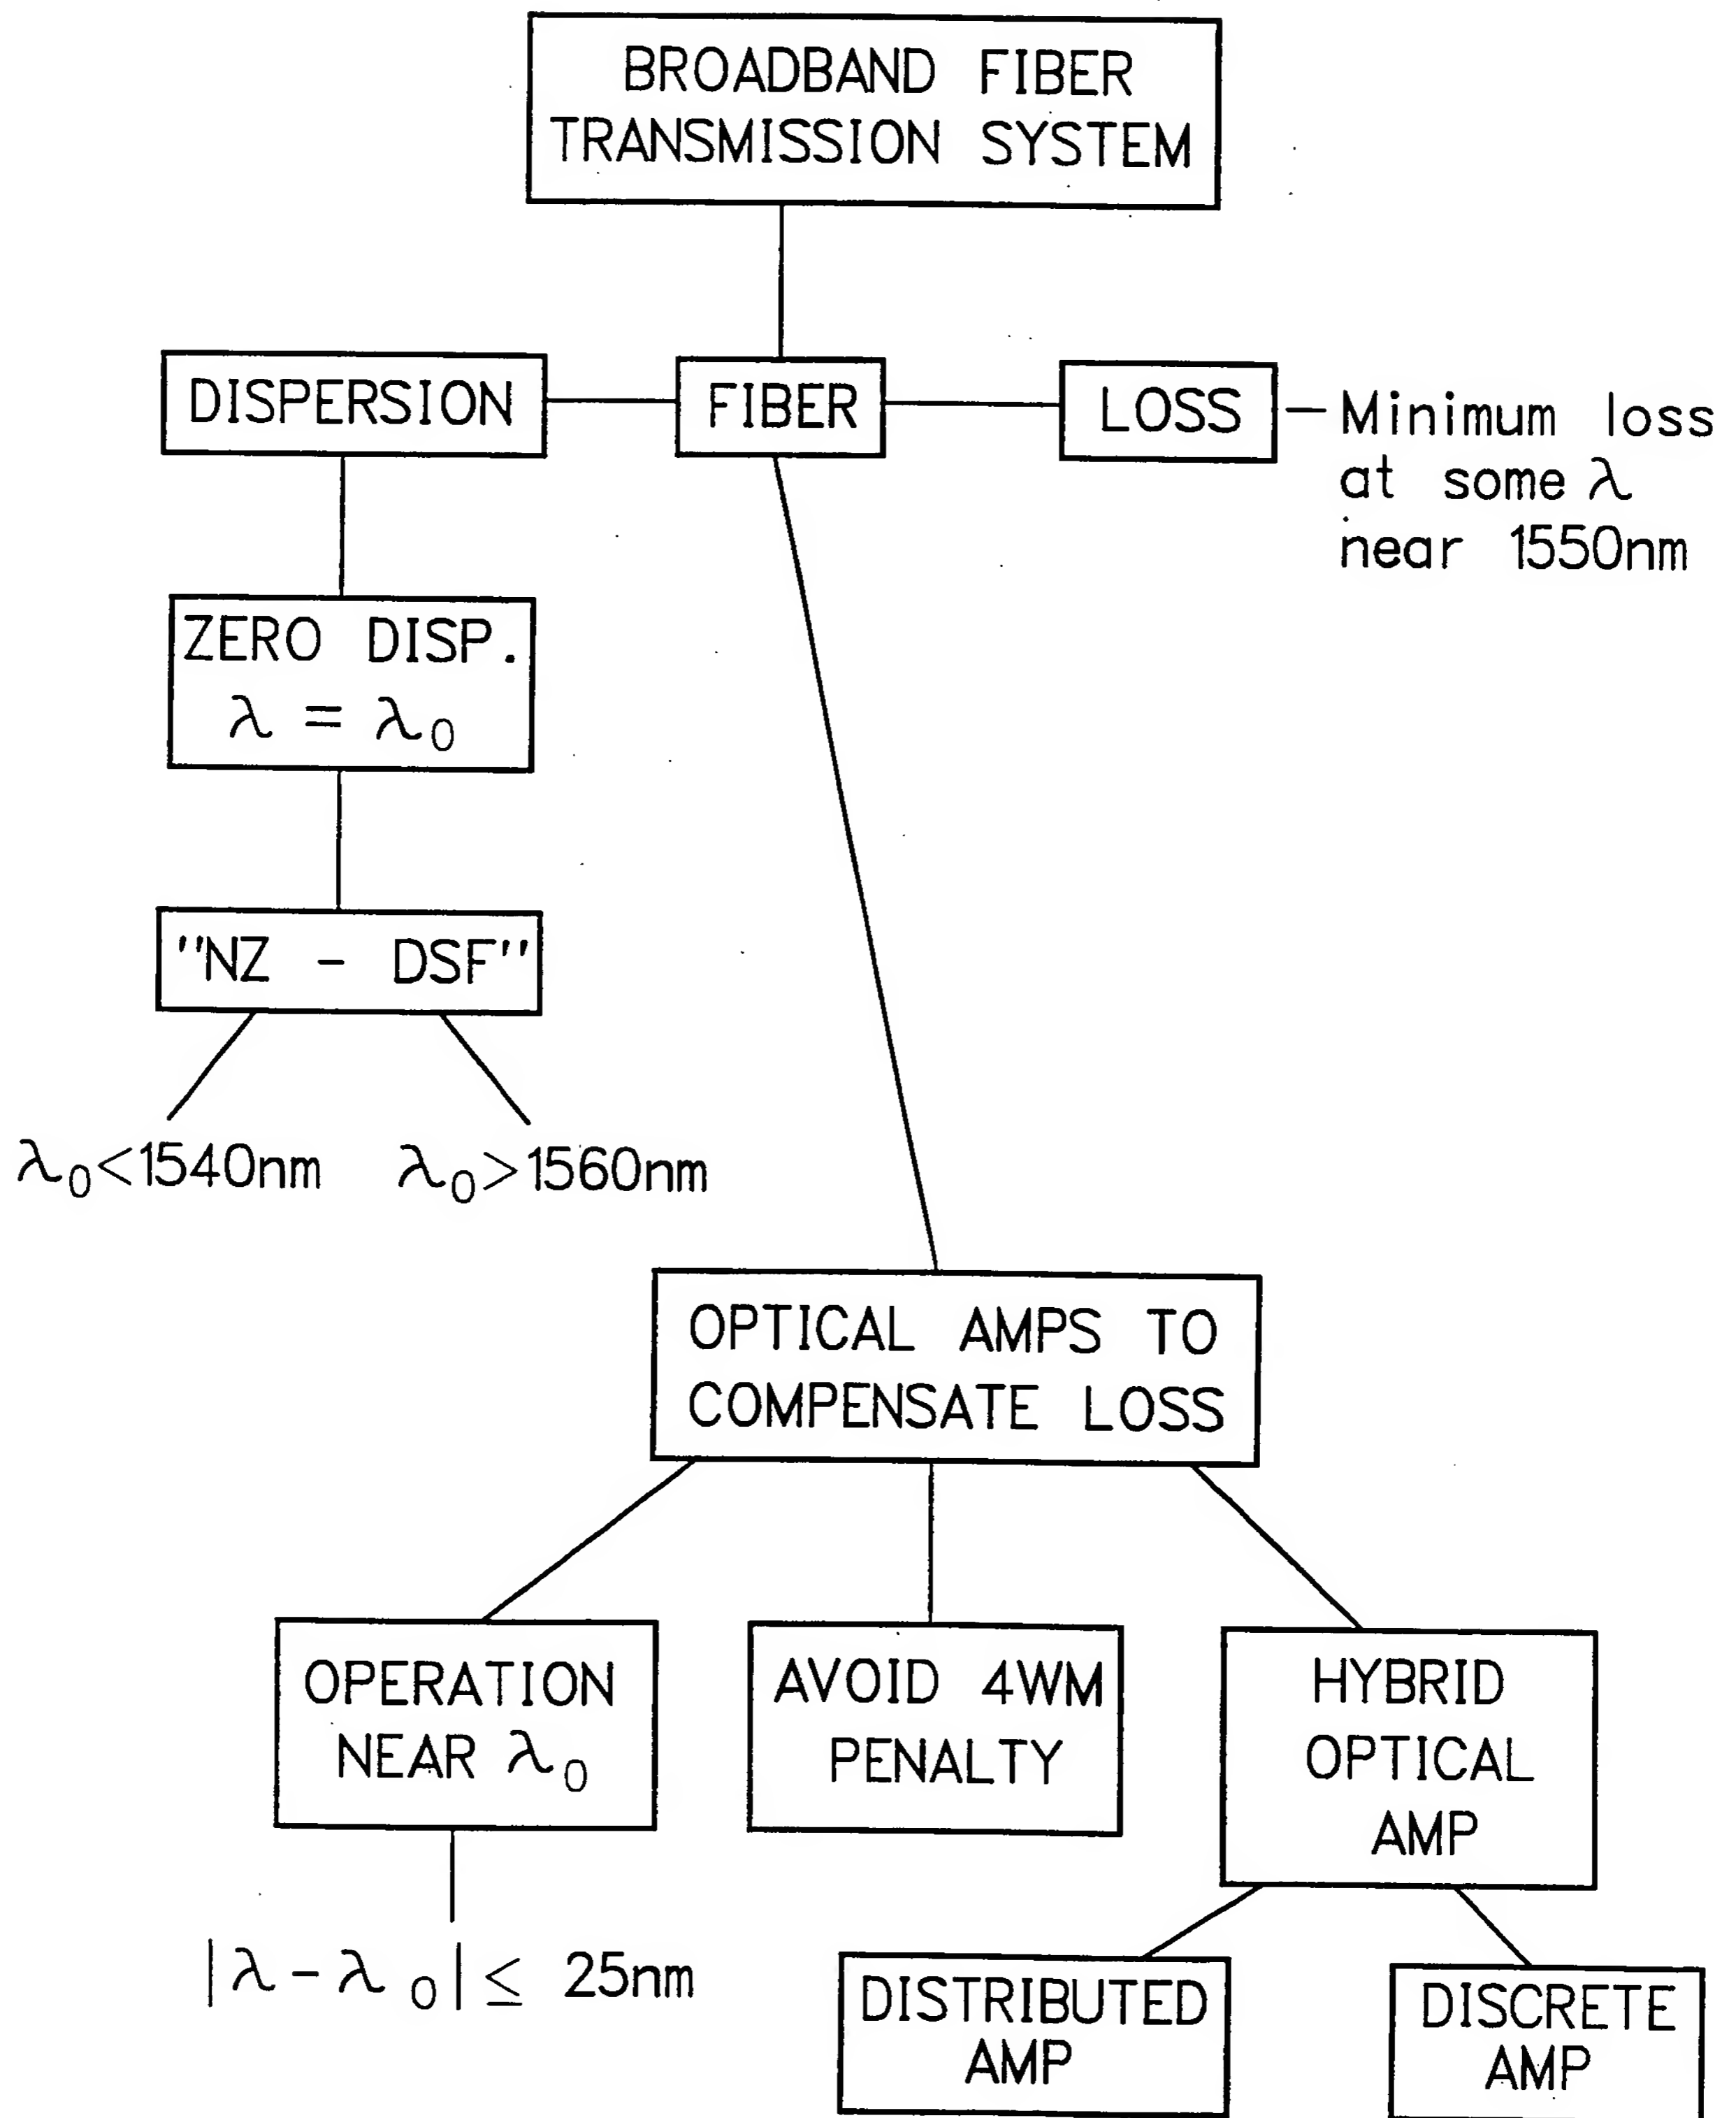 BROADBAND FIBER
TRANSMISSION SYSTEM
DISPERSION
FIBER
LOSS
Minimum loss
at some λ
near 1550nm
ZERO DISP.
λ = λ₀
"NZ - DSF"
λ₀<1540nm
λ₀>1560nm
OPTICAL AMPS TO
COMPENSATE LOSS
OPERATION
NEAR λ₀
AVOID 4WM
PENALTY
HYBRID
OPTICAL
AMP
|λ-λ₀|≤ 25nm
DISTRIBUTED
AMP
DISCRETE
AMP